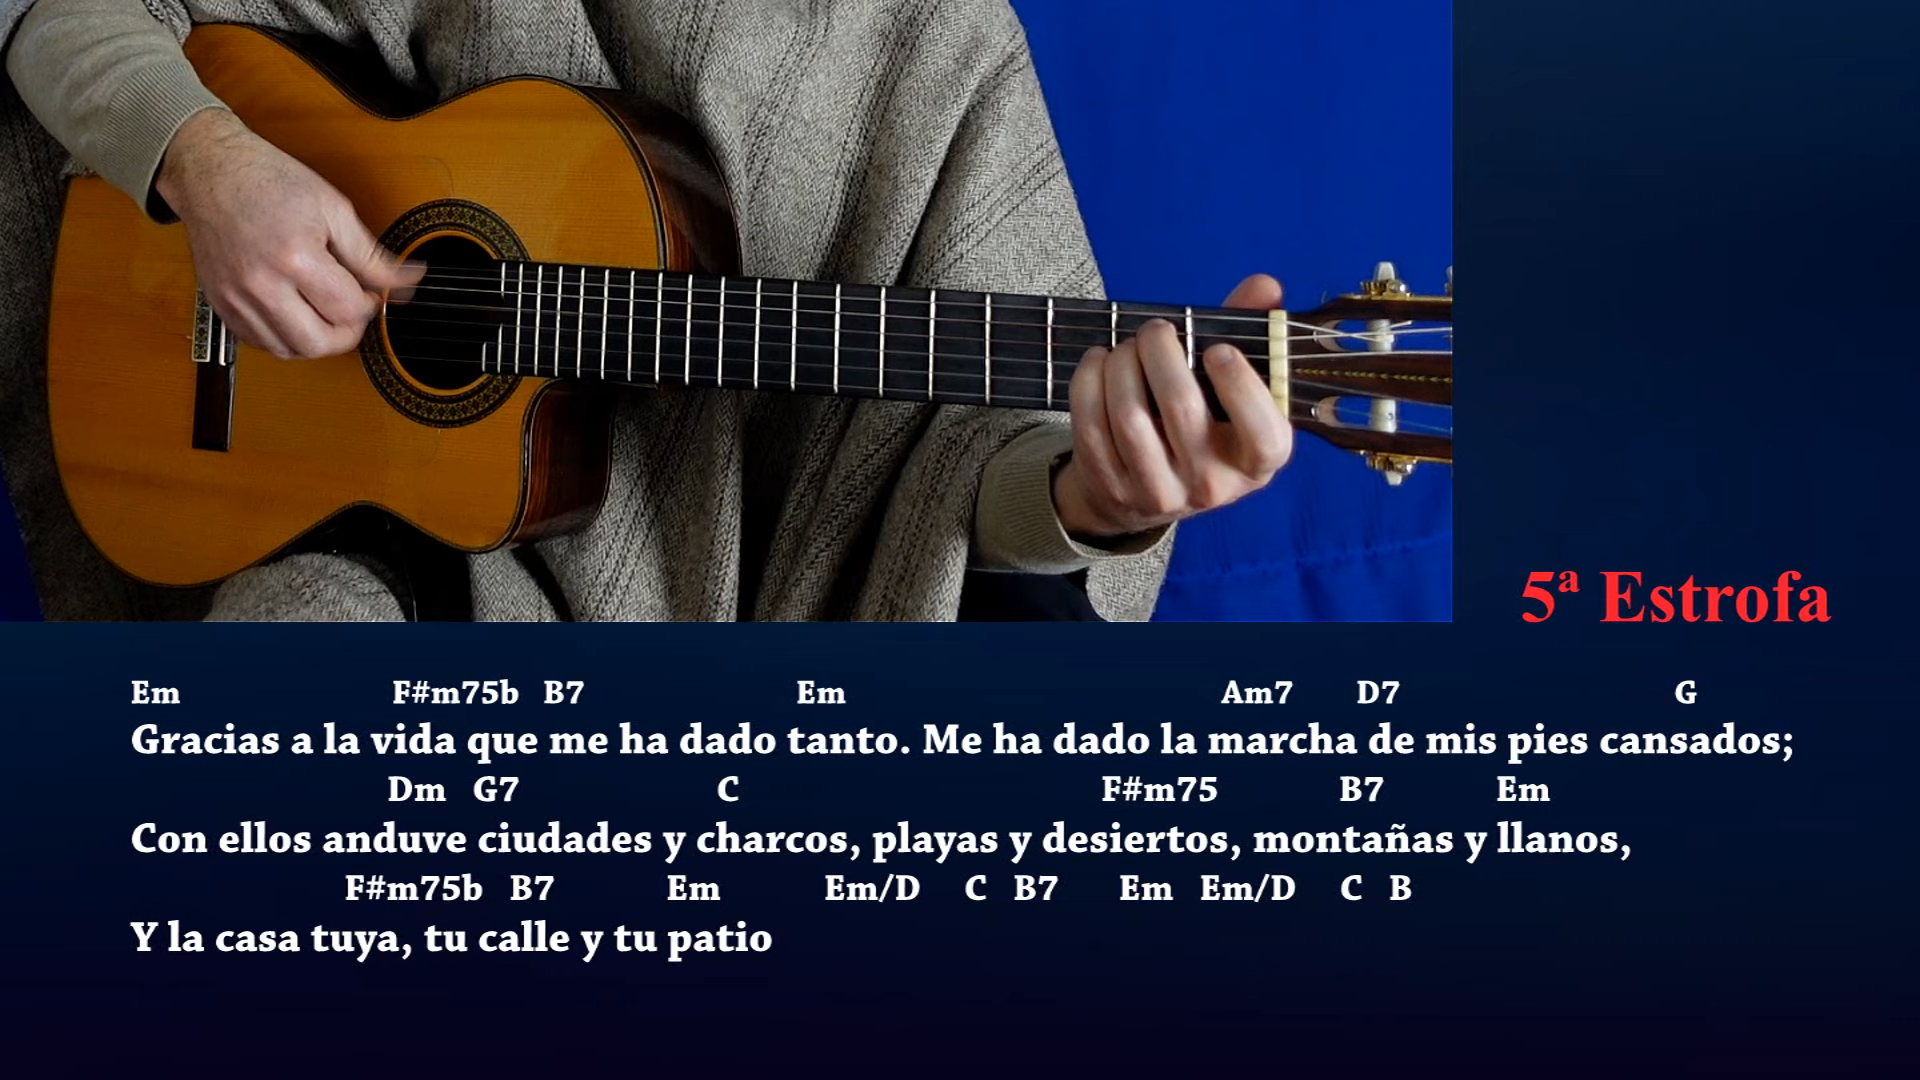 5ª Estrofa
Em F#m75b B7 Em Am7 D7 G
Gracias a la vida que me ha dado tanto. Me ha dado la marcha de mis pies cansados;
Dm G7 C F#m75 B7 Em
Con ellos anduve ciudades y charcos, playas y desiertos, montañas y llanos,
F#m75b B7 Em Em/D C B7 Em Em/D C B
Y la casa tuya, tu calle y tu patio